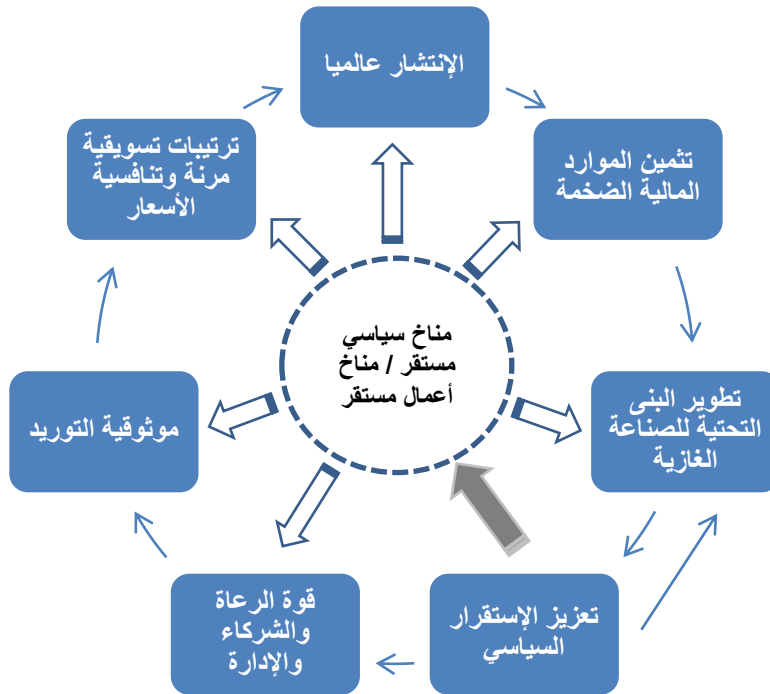 الإنتشار عالميا
تثمين الموارد
المالية الضخمة
تطوير البنى
التحتية للصناعة
الغازية
تعزيز الإستقرار
السياسي
قوة الرعاة
والشركاء
والإدارة
موثوقية التوريد
ترتيبات تسويقية
مرنة وتنافسية
الأسعار
مناخ سياسي
مستقر / مناخ
أعمال مستقر